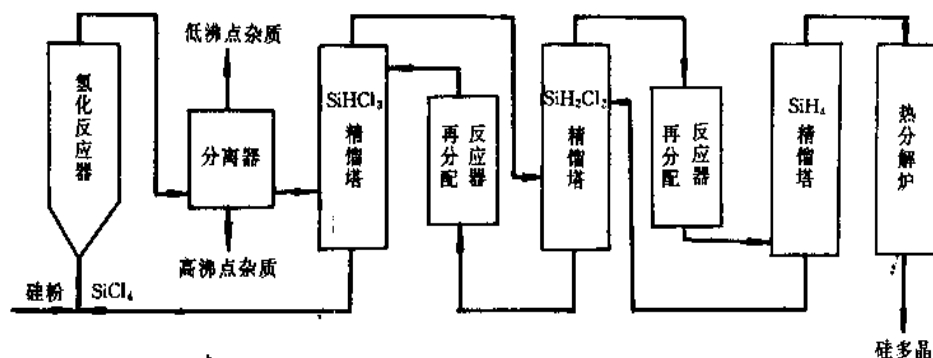 氢化反应器
低沸点杂质
分离器
高沸点杂质
硅粉
SiCl₄
SiHCl₃
精馏塔
再分配
反应器
SiH₂Cl₂
精馏塔
再分配
反应器
SiH₄
精馏塔
热分解炉
硅多晶